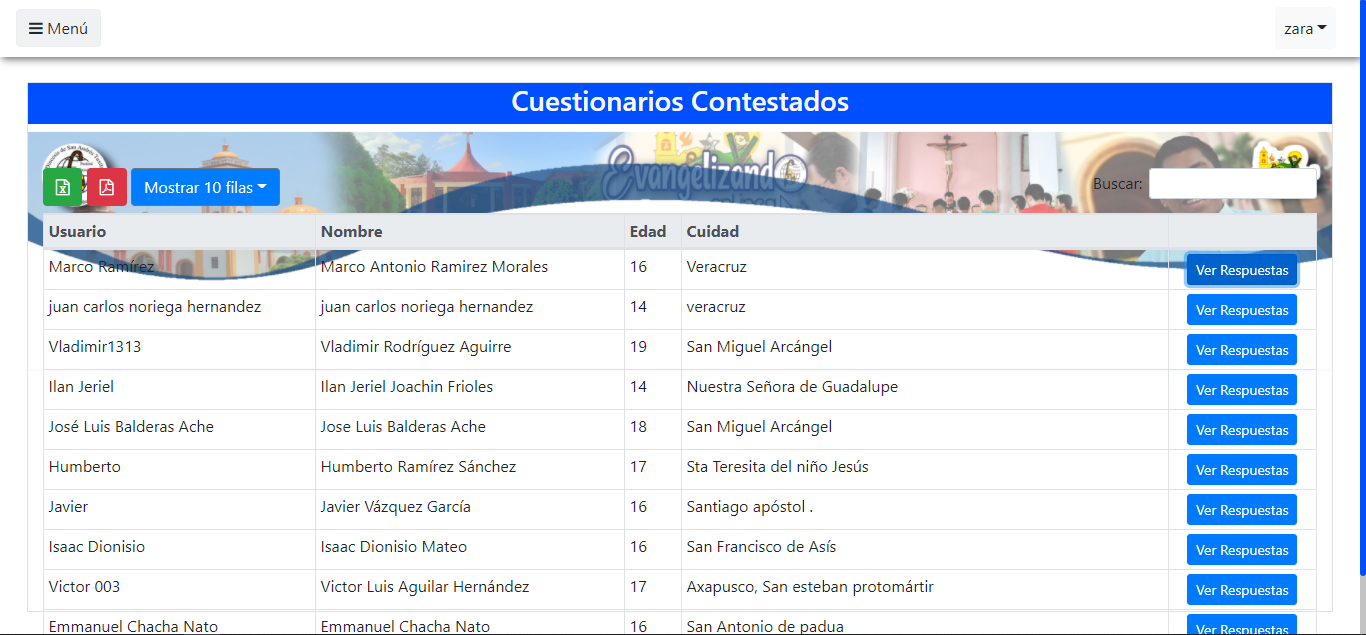 Menú
zara
Cuestionarios Contestados
Evangelizando
Mostrar 10 filas
Buscar:
Usuario Nombre Edad Cuidad
Marco Ramírez Marco Antonio Ramirez Morales 16 Veracruz Ver Respuestas
juan carlos noriega hernandez juan carlos noriega hernandez 14 veracruz Ver Respuestas
Vladimir1313 Vladimir Rodríguez Aguirre 19 San Miguel Arcángel Ver Respuestas
Ilan Jeriel Ilan Jeriel Joachin Frioles 14 Nuestra Señora de Guadalupe Ver Respuestas
José Luis Balderas Ache Jose Luis Balderas Ache 18 San Miguel Arcángel Ver Respuestas
Humberto Humberto Ramírez Sánchez 17 Sta Teresita del niño Jesús Ver Respuestas
Javier Javier Vázquez García 16 Santiago apóstol . Ver Respuestas
Isaac Dionisio Isaac Dionisio Mateo 16 San Francisco de Asís Ver Respuestas
Victor 003 Victor Luis Aguilar Hernández 17 Axapusco, San esteban protomártir Ver Respuestas
Emmanuel Chacha Nato Emmanuel Chacha Nato 16 San Antonio de padua Ver Respuestas